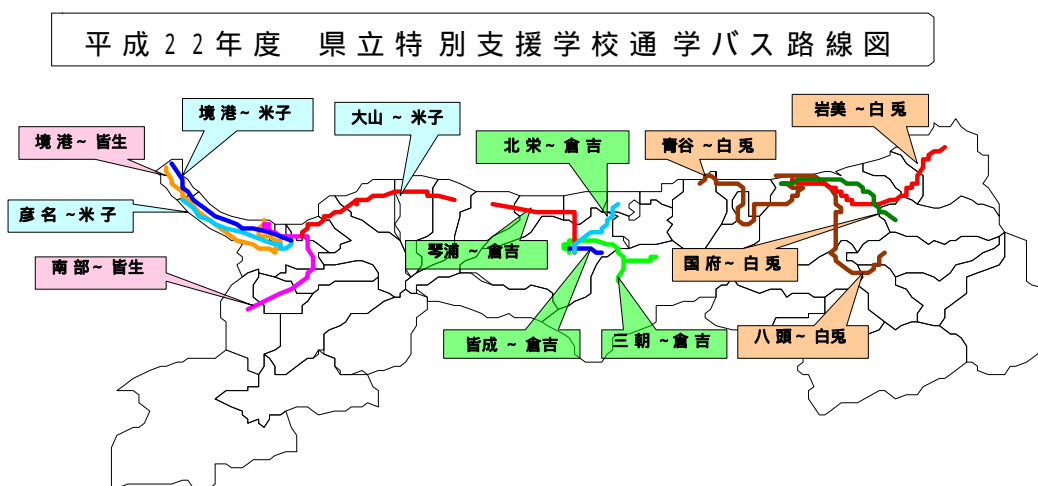 平成22年度 県立特別支援学校通学バス路線図
境港~米子
大山~米子
岩美~白兎
境港~皆生
北栄~倉吉
青谷~白兎
彦名~米子
琴浦~倉吉
南部~皆生
国府~白兎
皆成~倉吉
三朝~倉吉
八頭~白兎